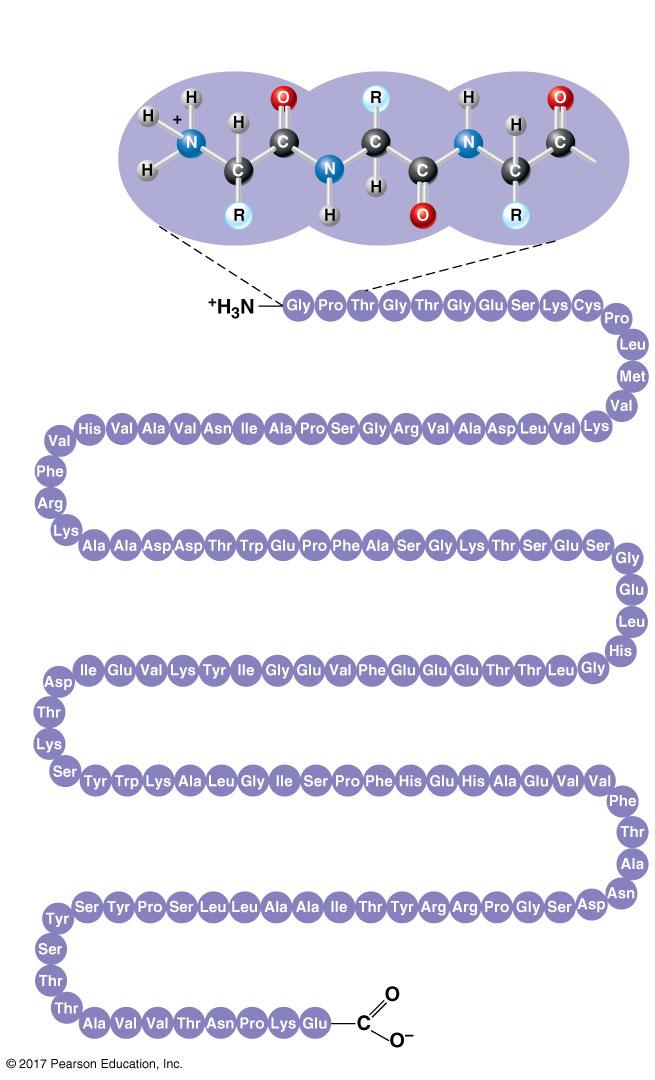 H O R H O
H + H H
N C C N C
H C N C C
H
R H O R
+H3N Gly Pro Thr Gly Thr Gly Glu Ser Lys Cys
Pro
Leu
Met
Val
Val His Val Ala Val Asn Ile Ala Pro Ser Gly Arg Val Ala Asp Leu Val Lys
Phe
Arg
Lys
Ala Ala Asp Asp Thr Trp Glu Pro Phe Ala Ser Gly Lys Thr Ser Glu Ser
Gly
Glu
Leu
His
Asp Ile Glu Val Lys Tyr Ile Gly Glu Val Phe Glu Glu Glu Thr Thr Leu Gly
Thr
Lys
Ser
Tyr Trp Lys Ala Leu Gly Ile Ser Pro Phe His Glu His Ala Glu Val Val
Phe
Thr
Ala
Asn
Tyr Ser Tyr Pro Ser Leu Leu Ala Ala Ile Thr Tyr Arg Arg Pro Gly Ser Asp
Ser
Thr
Thr
Ala Val Val Thr Asn Pro Lys Glu C
O
O–
© 2017 Pearson Education, Inc.